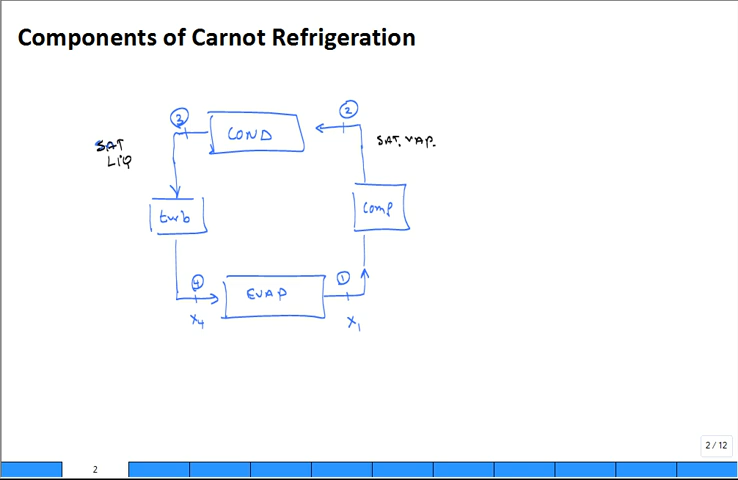 Components of Carnot Refrigeration
3
2
COND
SAT
LIQ
SAT. VAP.
turb
comp
4
1
EVAP
x4
x1
2 / 12
2